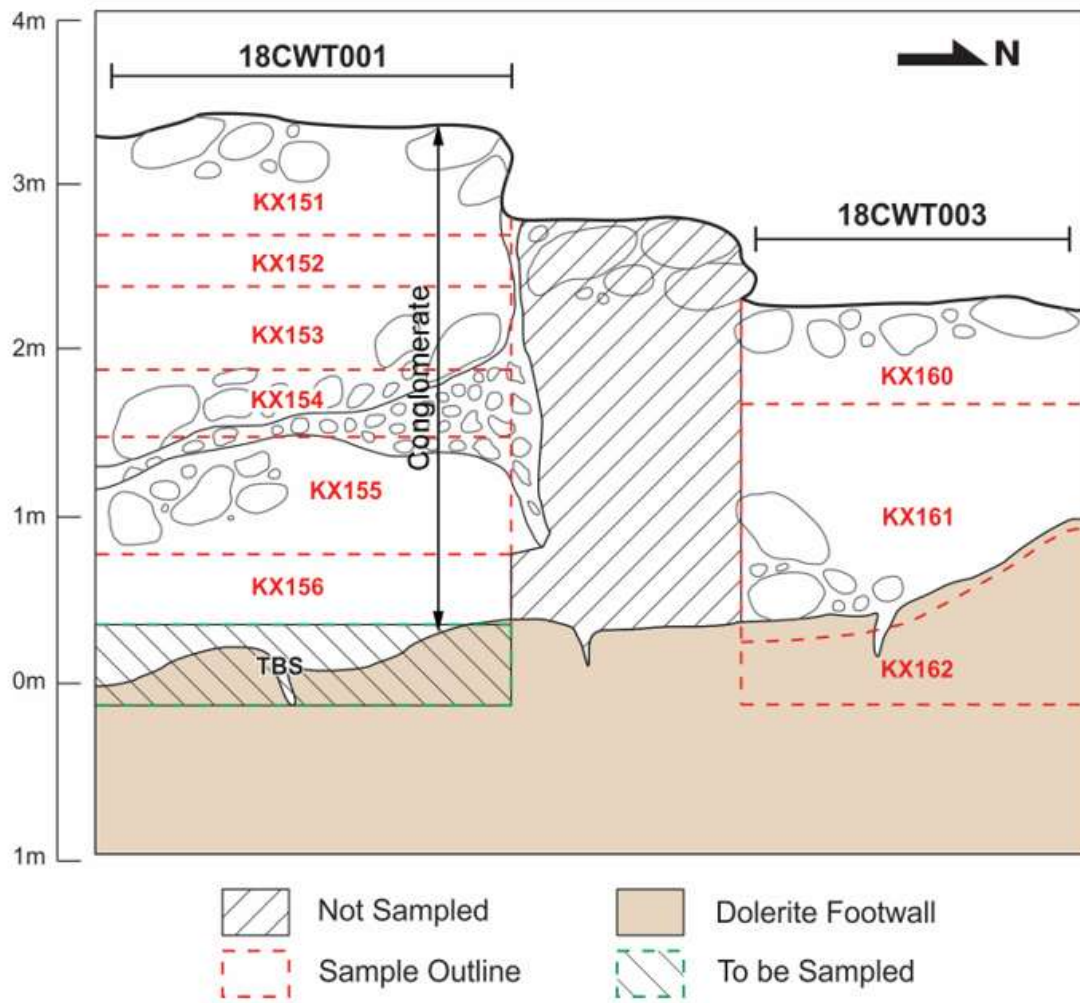 4m
18CWT001
N
3m
KX151
18CWT003
KX152
Conglomerate
KX153
2m
KX160
KX154
KX155
1m
KX161
KX156
TBS
0m
KX162
1m
Not Sampled
Dolerite Footwall
Sample Outline
To be Sampled